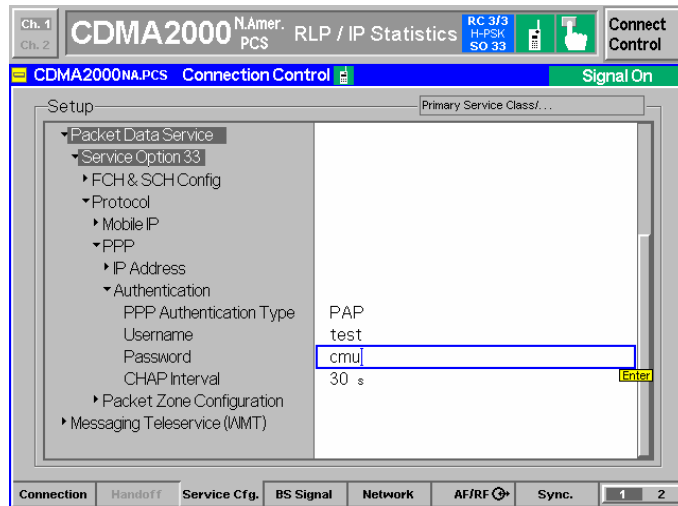 Ch. 1
Ch. 2
CDMA2000 N.Amer. PCS RLP / IP Statistics
RC 3/3
H-PSK
SO 33
Connect Control
CDMA2000NA.PCS Connection Control
Signal On
Setup
Primary Service Class/. . .
Packet Data Service
Service Option 33
FCH & SCH Config
Protocol
Mobile IP
PPP
IP Address
Authentication
PPP Authentication Type PAP
Username test
Password cmu
Enter
CHAP Interval 30 s
Packet Zone Configuration
Messaging Teleservice (WMT)
Connection Handoff Service Cfg. BS Signal Network AF/RF Sync. 1 2